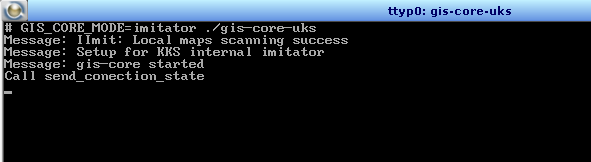 ttyp0: gis-core-uks
# GIS_CORE_MODE=imitator ./gis-core-uks
Message: IImit: Local maps scanning success
Message: Setup for KKS internal imitator
Message: gis-core started
Call send_conection_state